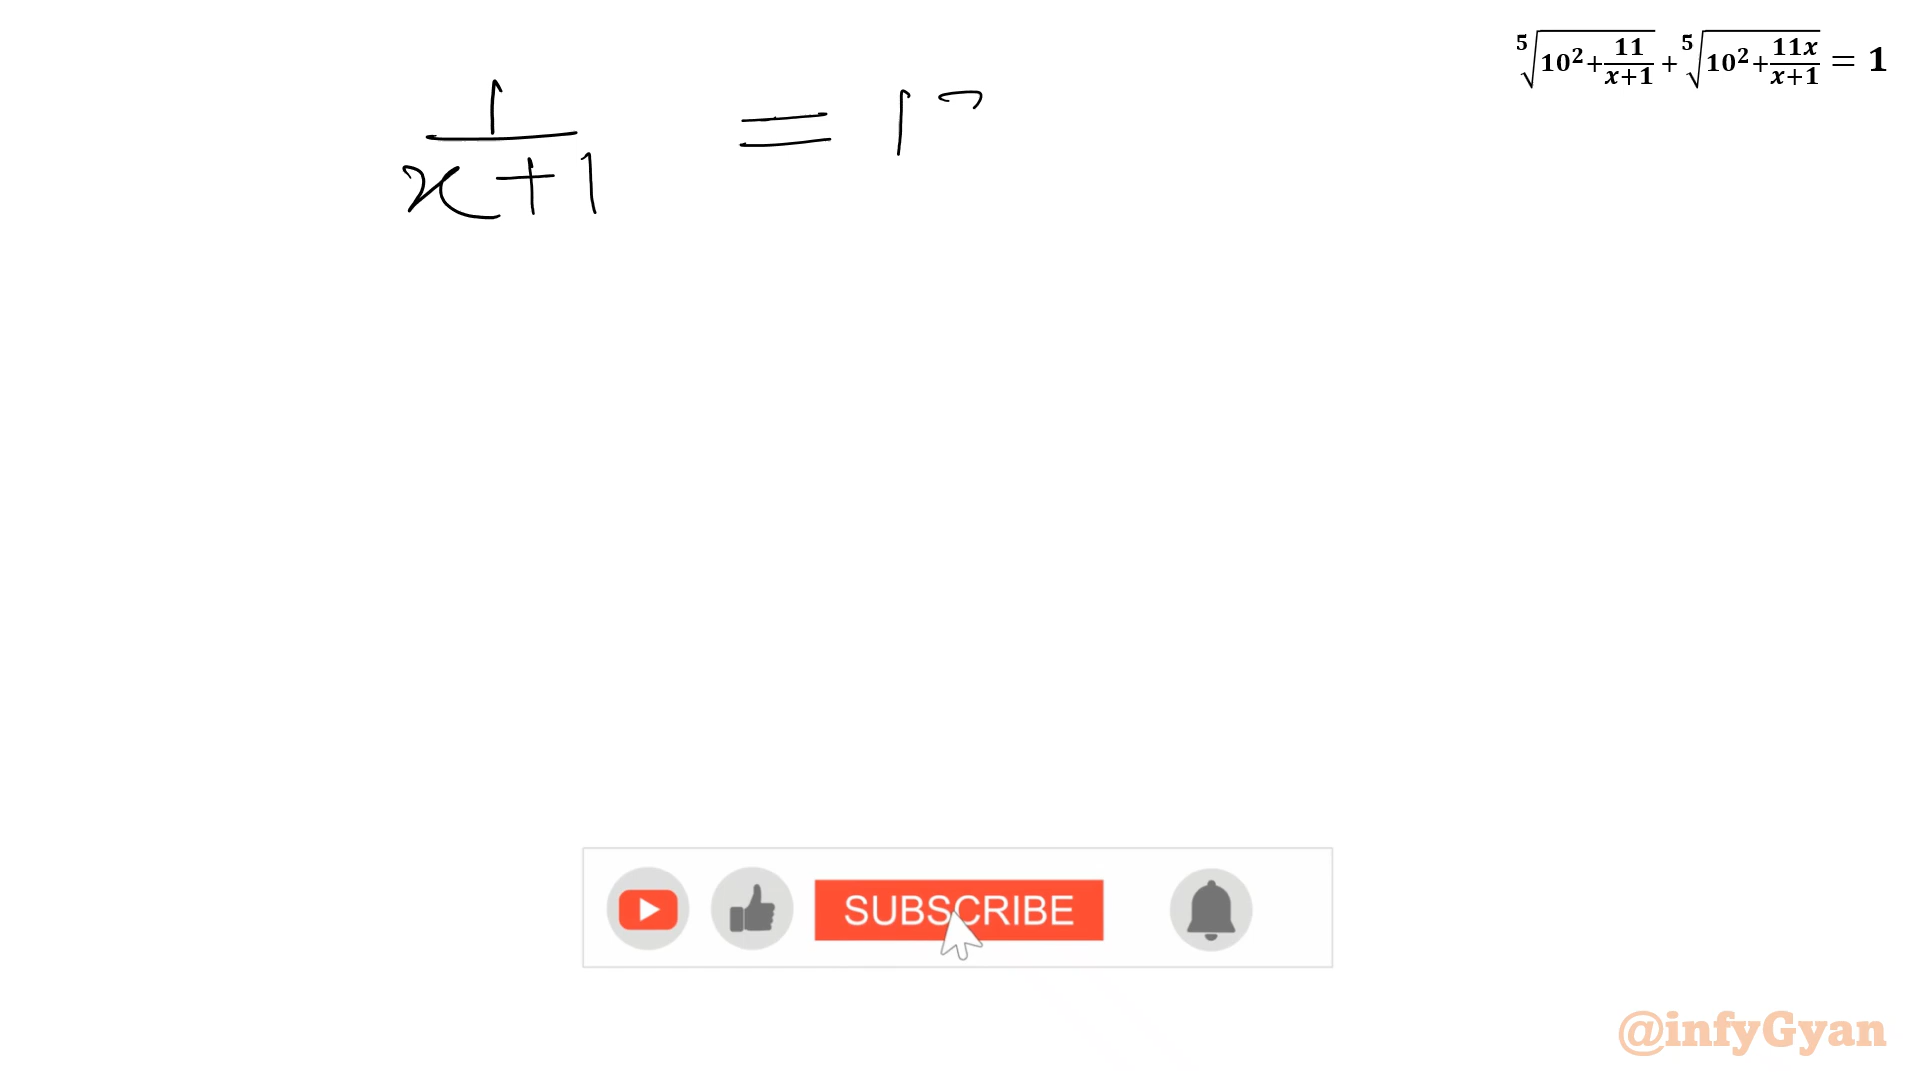 ⁵√(10²+11/(x+1)) + ⁵√(10²+11x/(x+1)) = 1
1/(x+1) = 1
SUBSCRIBE
@infyGyan